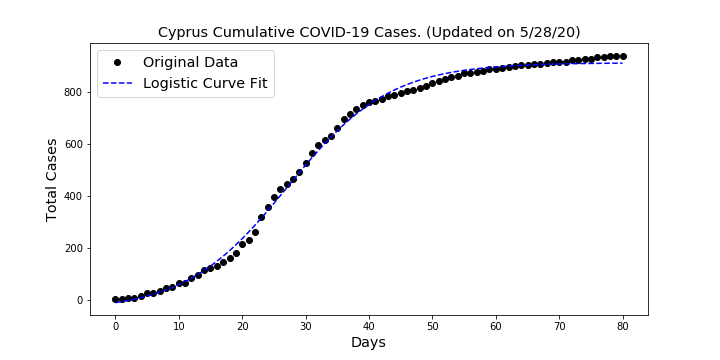 Cyprus Cumulative COVID-19 Cases. (Updated on 5/28/20)
Original Data
Logistic Curve Fit
Total Cases
800
600
400
200
0
0 10 20 30 40 50 60 70 80
Days